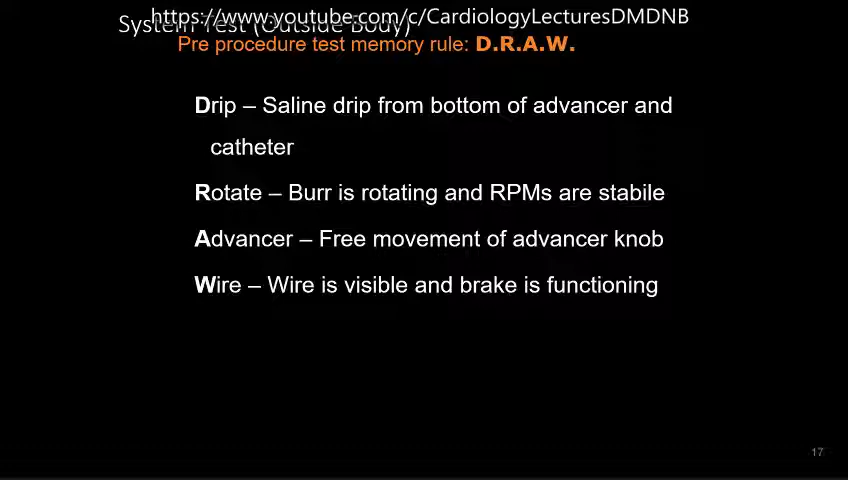 https://www.youtube.com/c/CardiologyLecturesDMDNB
System Test (Outside Body)
Pre procedure test memory rule: D.R.A.W.
Drip – Saline drip from bottom of advancer and
catheter
Rotate – Burr is rotating and RPMs are stabile
Advancer – Free movement of advancer knob
Wire – Wire is visible and brake is functioning
17